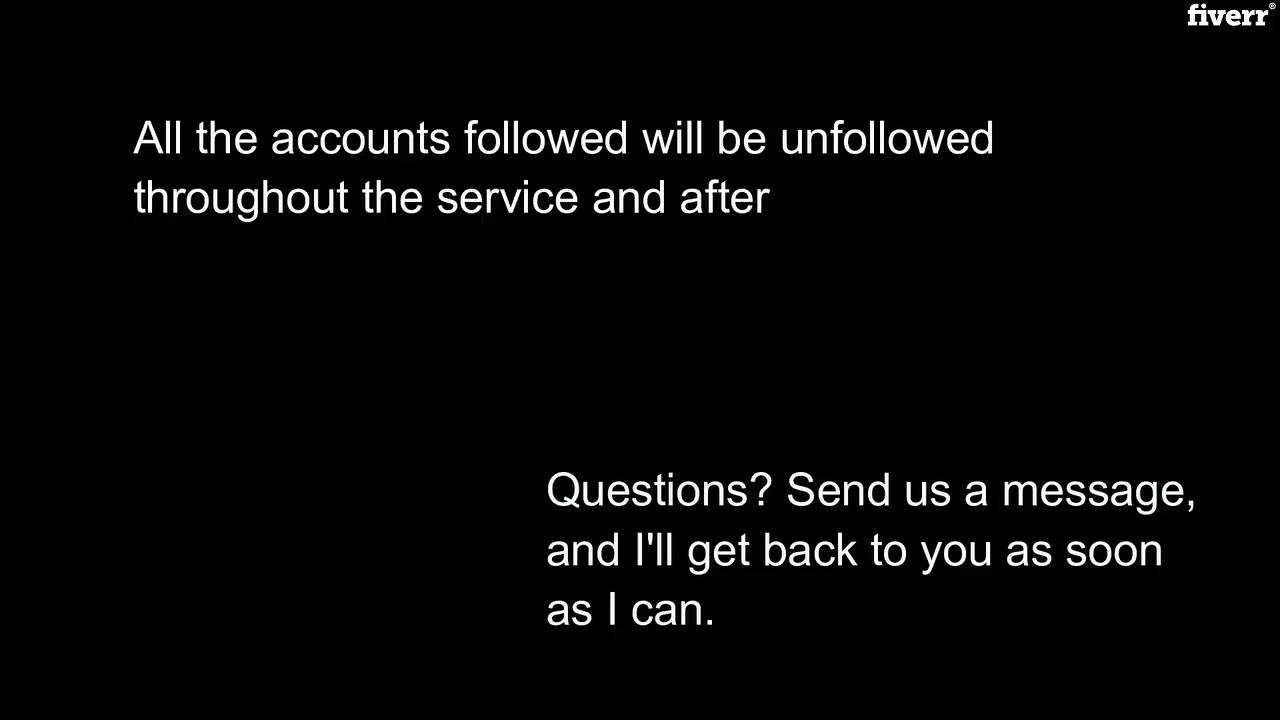 fiverr®
All the accounts followed will be unfollowed
throughout the service and after
Questions? Send us a message,
and I'll get back to you as soon
as I can.